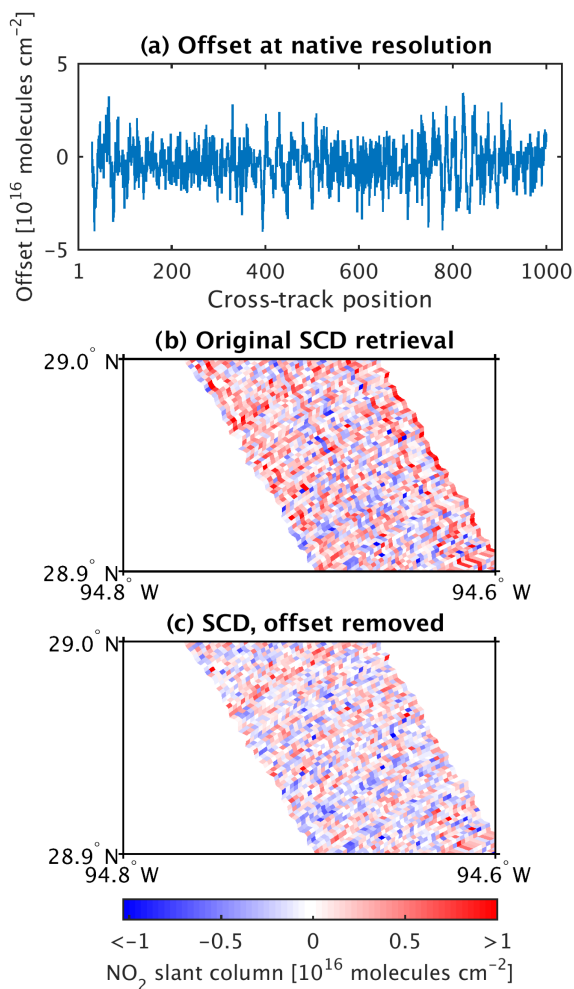 (a) Offset at native resolution
Offset [10^16 molecules cm^−2]
5
0
−5
1 200 400 600 800 1000
Cross-track position
(b) Original SCD retrieval
29.0° N
28.9° N
94.8° W 94.6° W
(c) SCD, offset removed
29.0° N
28.9° N
94.8° W 94.6° W
<-1 -0.5 0 0.5 >1
NO₂ slant column [10^16 molecules cm^−2]